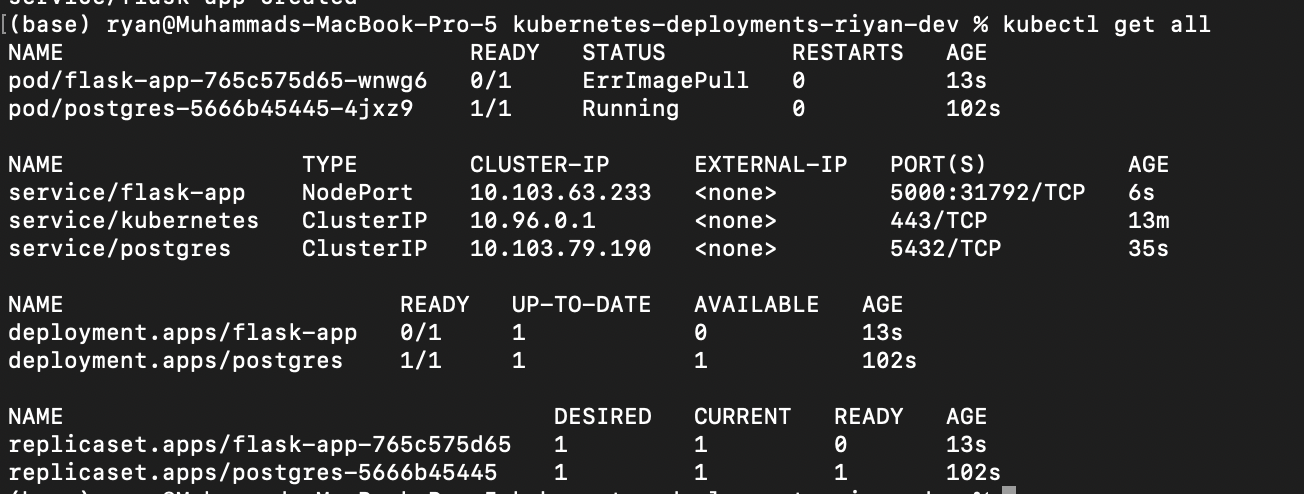 service/flask-app created
(base) ryan@Muhammads-MacBook-Pro-5 kubernetes-deployments-riyan-dev % kubectl get all
NAME READY STATUS RESTARTS AGE
pod/flask-app-765c575d65-wnwg6 0/1 ErrImagePull 0 13s
pod/postgres-5666b45445-4jxz9 1/1 Running 0 102s
NAME TYPE CLUSTER-IP EXTERNAL-IP PORT(S) AGE
service/flask-app NodePort 10.103.63.233 <none> 5000:31792/TCP 6s
service/kubernetes ClusterIP 10.96.0.1 <none> 443/TCP 13m
service/postgres ClusterIP 10.103.79.190 <none> 5432/TCP 35s
NAME READY UP-TO-DATE AVAILABLE AGE
deployment.apps/flask-app 0/1 1 0 13s
deployment.apps/postgres 1/1 1 1 102s
NAME DESIRED CURRENT READY AGE
replicaset.apps/flask-app-765c575d65 1 1 0 13s
replicaset.apps/postgres-5666b45445 1 1 1 102s